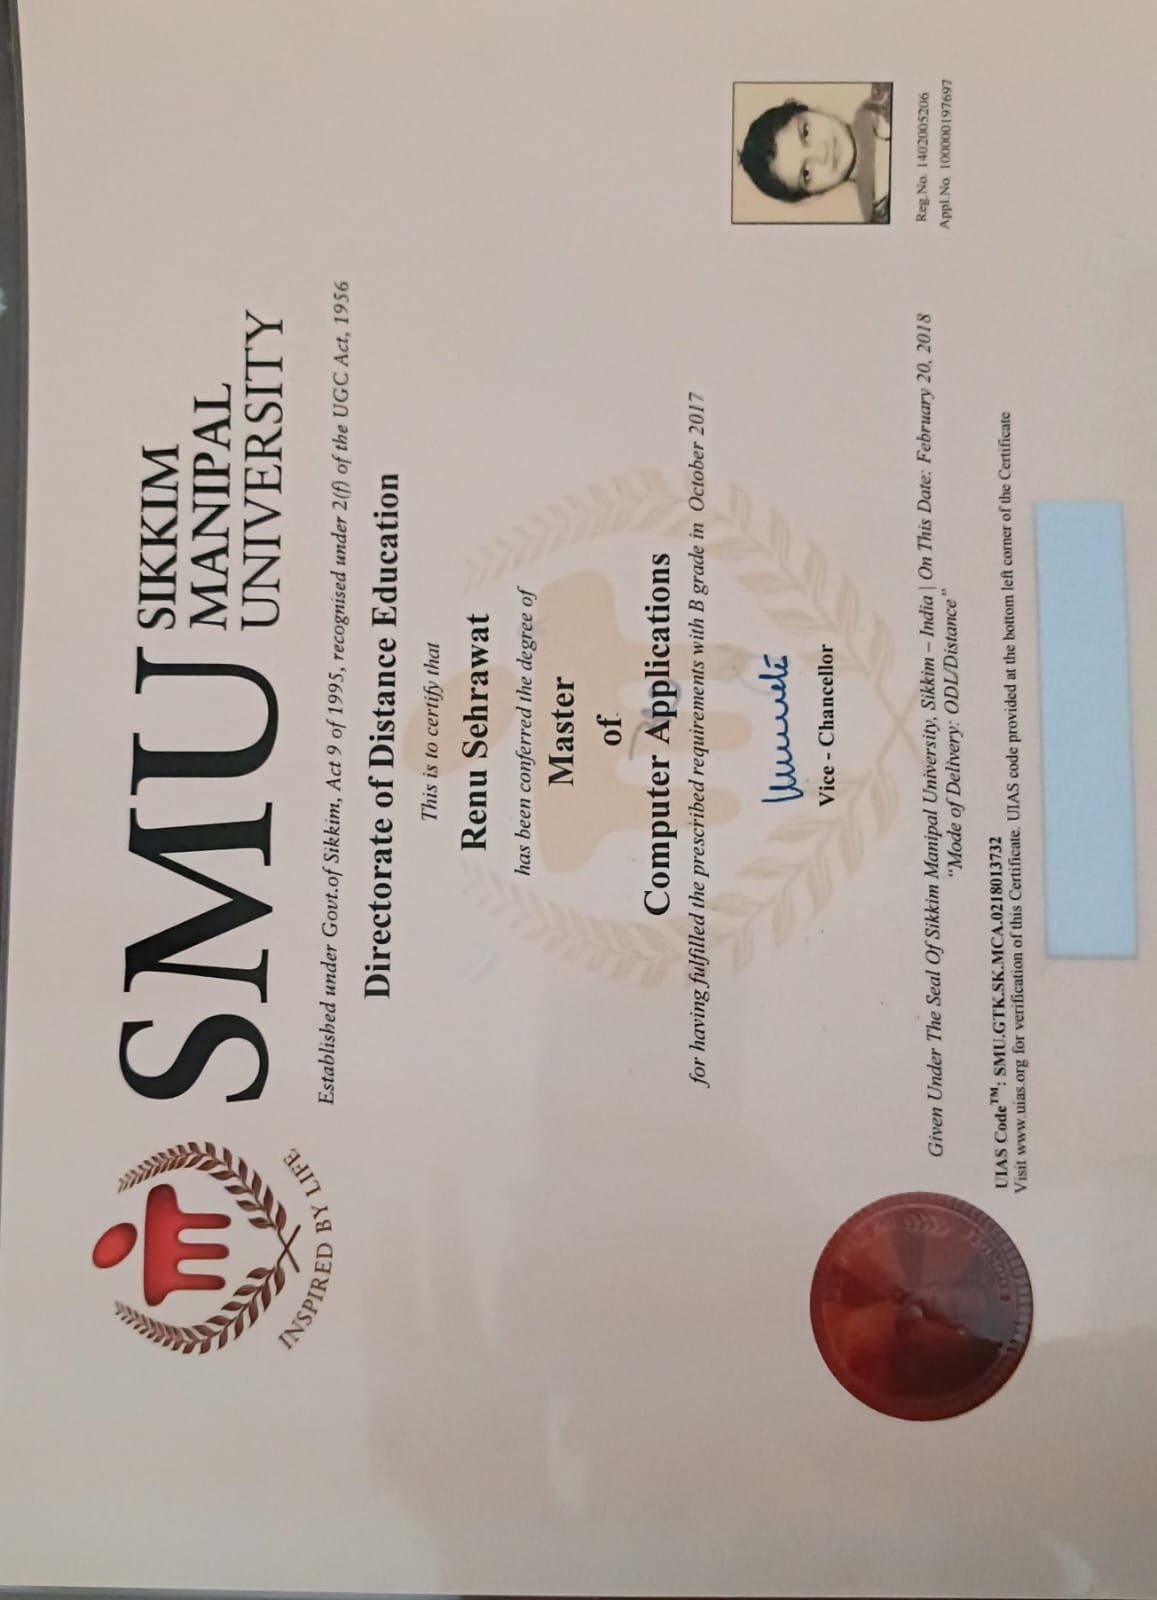 SMU SIKKIM
MANIPAL
UNIVERSITY
INSPIRED BY LIFE
Established under Govt.of Sikkim, Act 9 of 1995, recognised under 2(f) of the UGC Act, 1956
Directorate of Distance Education
This is to certify that
Renu Sehrawat
has been conferred the degree of
Master
of
Computer Applications
for having fulfilled the prescribed requirements with B grade in October 2017
Vice - Chancellor
Reg.No. 1402005206
Appl.No. 100000197697
Given Under The Seal Of Sikkim Manipal University, Sikkim – India | On This Date: February 20, 2018
“Mode of Delivery: ODL/Distance”
UIAS Code™: SMU.GTK.SK.MCA.0218013732
Visit www.uias.org for verification of this Certificate. UIAS code provided at the bottom left corner of the Certificate